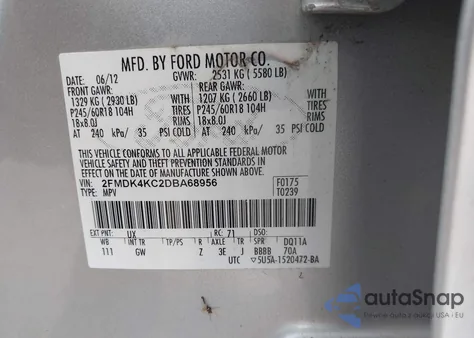 MFD. BY FORD MOTOR CO.
DATE: 06/12 GVWR: 2531 KG ( 5580 LB)
FRONT GAWR: REAR GAWR:
1329 KG ( 2930 LB) WITH 1207 KG ( 2660 LB) WITH
P245/60R18 104H TIRES P245/60R18 104H TIRES
18x8.0J RIMS 18x8.0J RIMS
AT 240 kPa/ 35 PSI COLD AT 240 kPa/ 35 PSI COLD
THIS VEHICLE CONFORMS TO ALL APPLICABLE FEDERAL MOTOR
VEHICLE SAFETY AND THEFT PREVENTION STANDARDS IN
EFFECT ON THE DATE OF MANUFACTURE SHOWN ABOVE.
VIN: 2FMDK4KC2DBA68956 F0175
TYPE: MPV T0239
EXT PNT: UX RC: 71 DSO:
WB INT TR TP/PS R AXLE TR SPR DQ11A
111 GW Z 3E J BBBB 70A
UTC 5U5A-1520472-BA
autaSnap